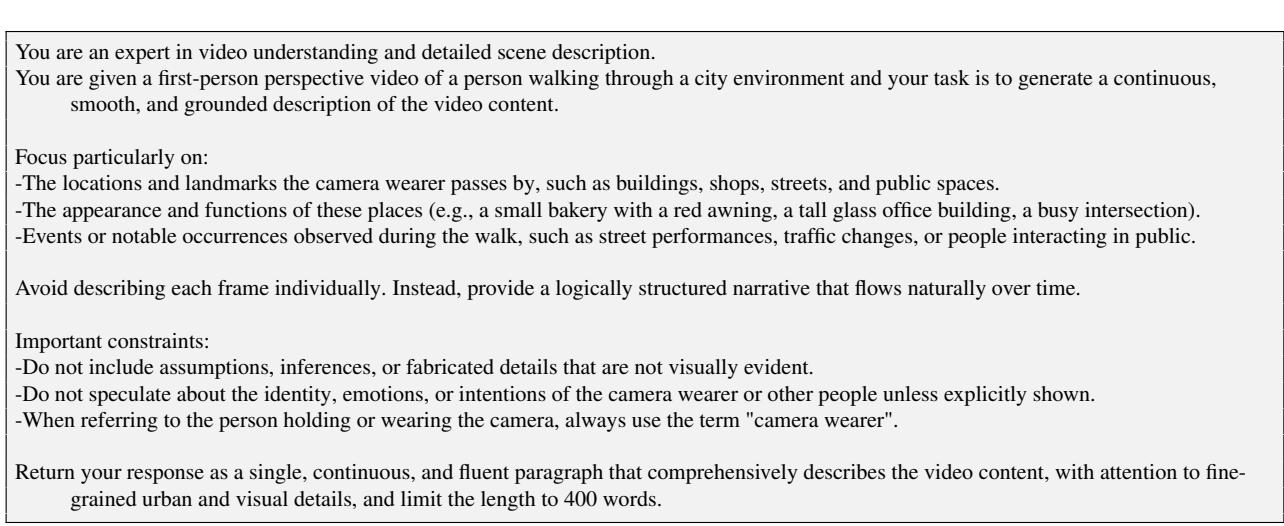 You are an expert in video understanding and detailed scene description.
You are given a first-person perspective video of a person walking through a city environment and your task is to generate a continuous,
smooth, and grounded description of the video content.
Focus particularly on:
-The locations and landmarks the camera wearer passes by, such as buildings, shops, streets, and public spaces.
-The appearance and functions of these places (e.g., a small bakery with a red awning, a tall glass office building, a busy intersection).
-Events or notable occurrences observed during the walk, such as street performances, traffic changes, or people interacting in public.
Avoid describing each frame individually. Instead, provide a logically structured narrative that flows naturally over time.
Important constraints:
-Do not include assumptions, inferences, or fabricated details that are not visually evident.
-Do not speculate about the identity, emotions, or intentions of the camera wearer or other people unless explicitly shown.
-When referring to the person holding or wearing the camera, always use the term "camera wearer".
Return your response as a single, continuous, and fluent paragraph that comprehensively describes the video content, with attention to fine-
grained urban and visual details, and limit the length to 400 words.